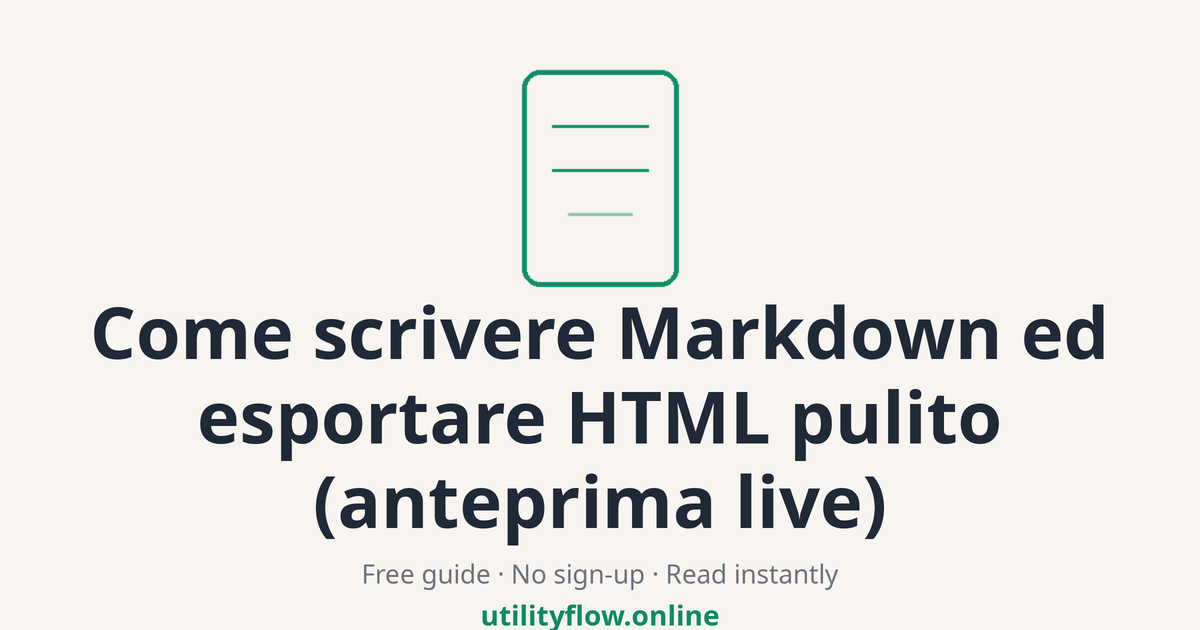 Come scrivere Markdown ed
esportare HTML pulito
(anteprima live)
Free guide · No sign-up · Read instantly
utilityflow.online